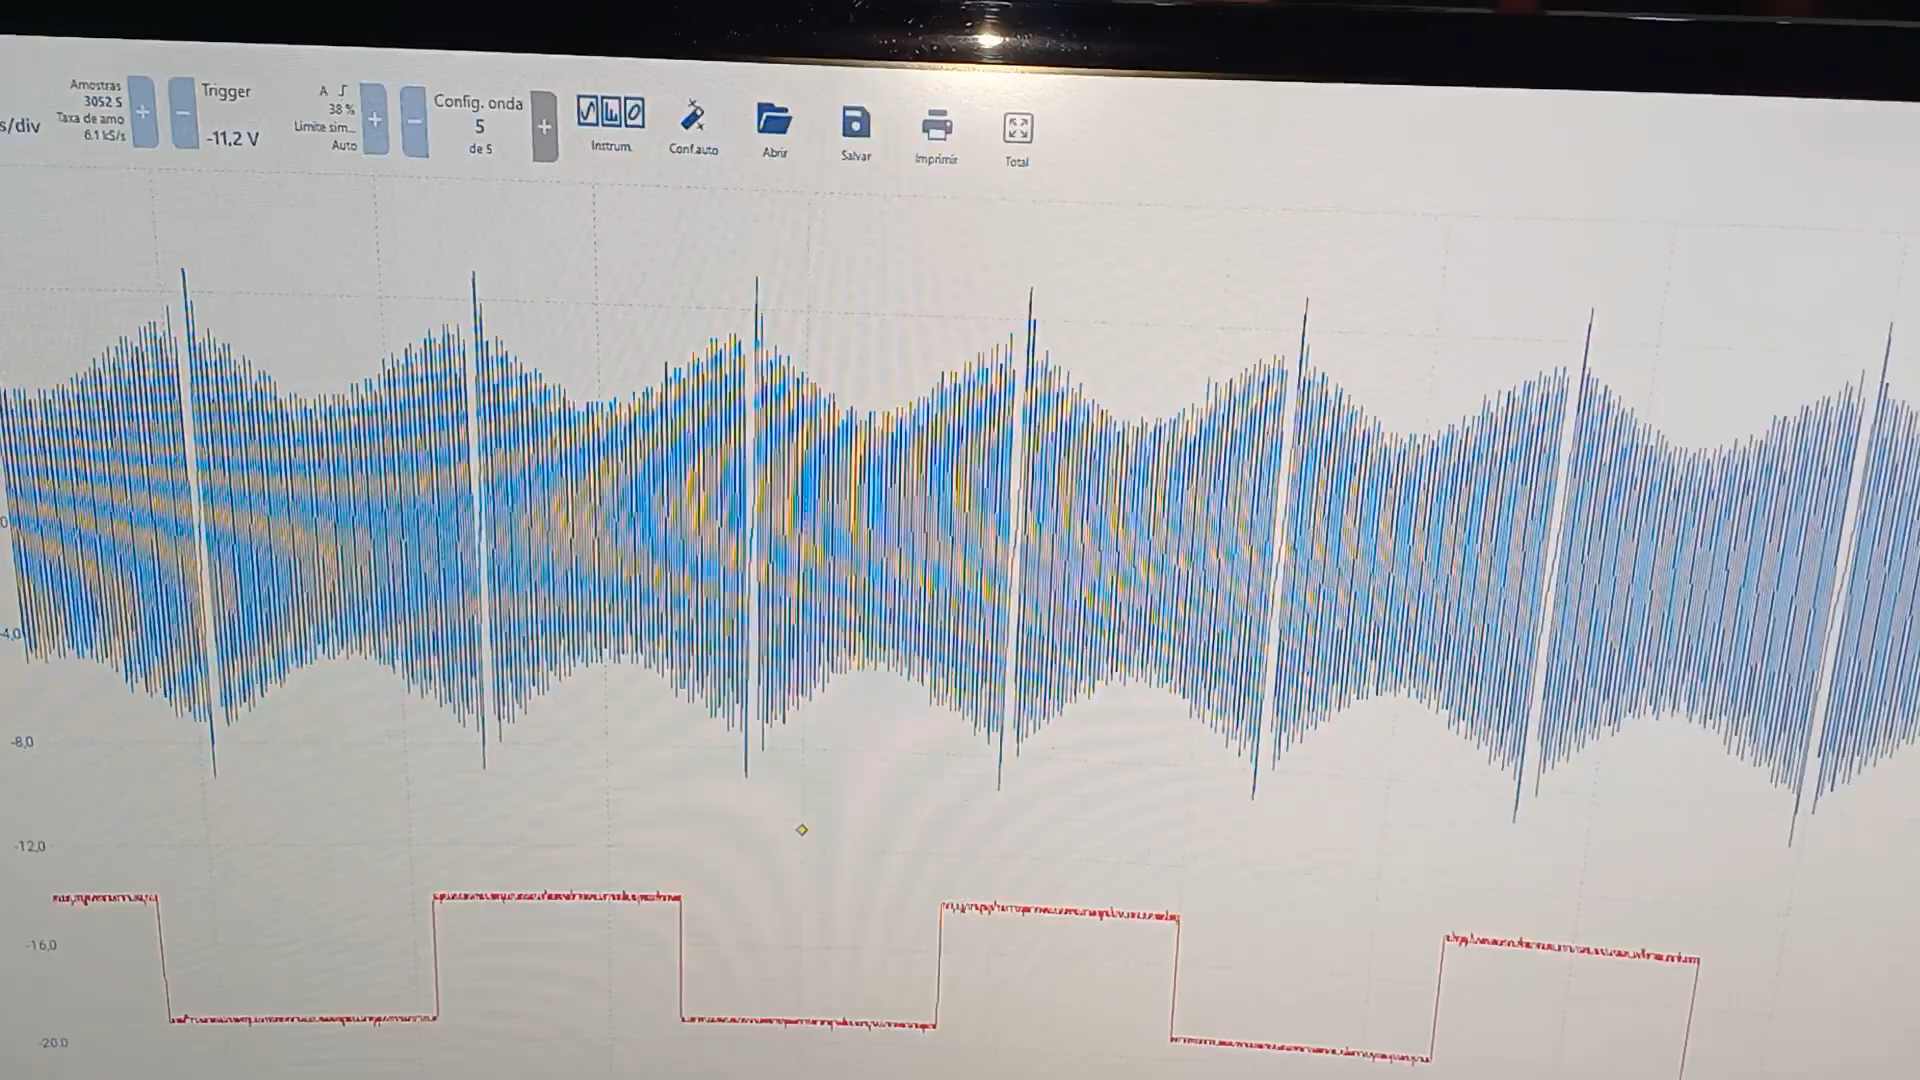 s/div
Amostras
3052 S
Taxa de amo
6.1 kS/s
+
−
Trigger
-11,2 V
A
38 %
Limite sim...
Auto
+
−
Config. onda
5
de 5
+
Instrum.
Conf.auto
Abrir
Salvar
Imprimir
Total
0
-4,0
-8,0
-12,0
-16,0
-20.0